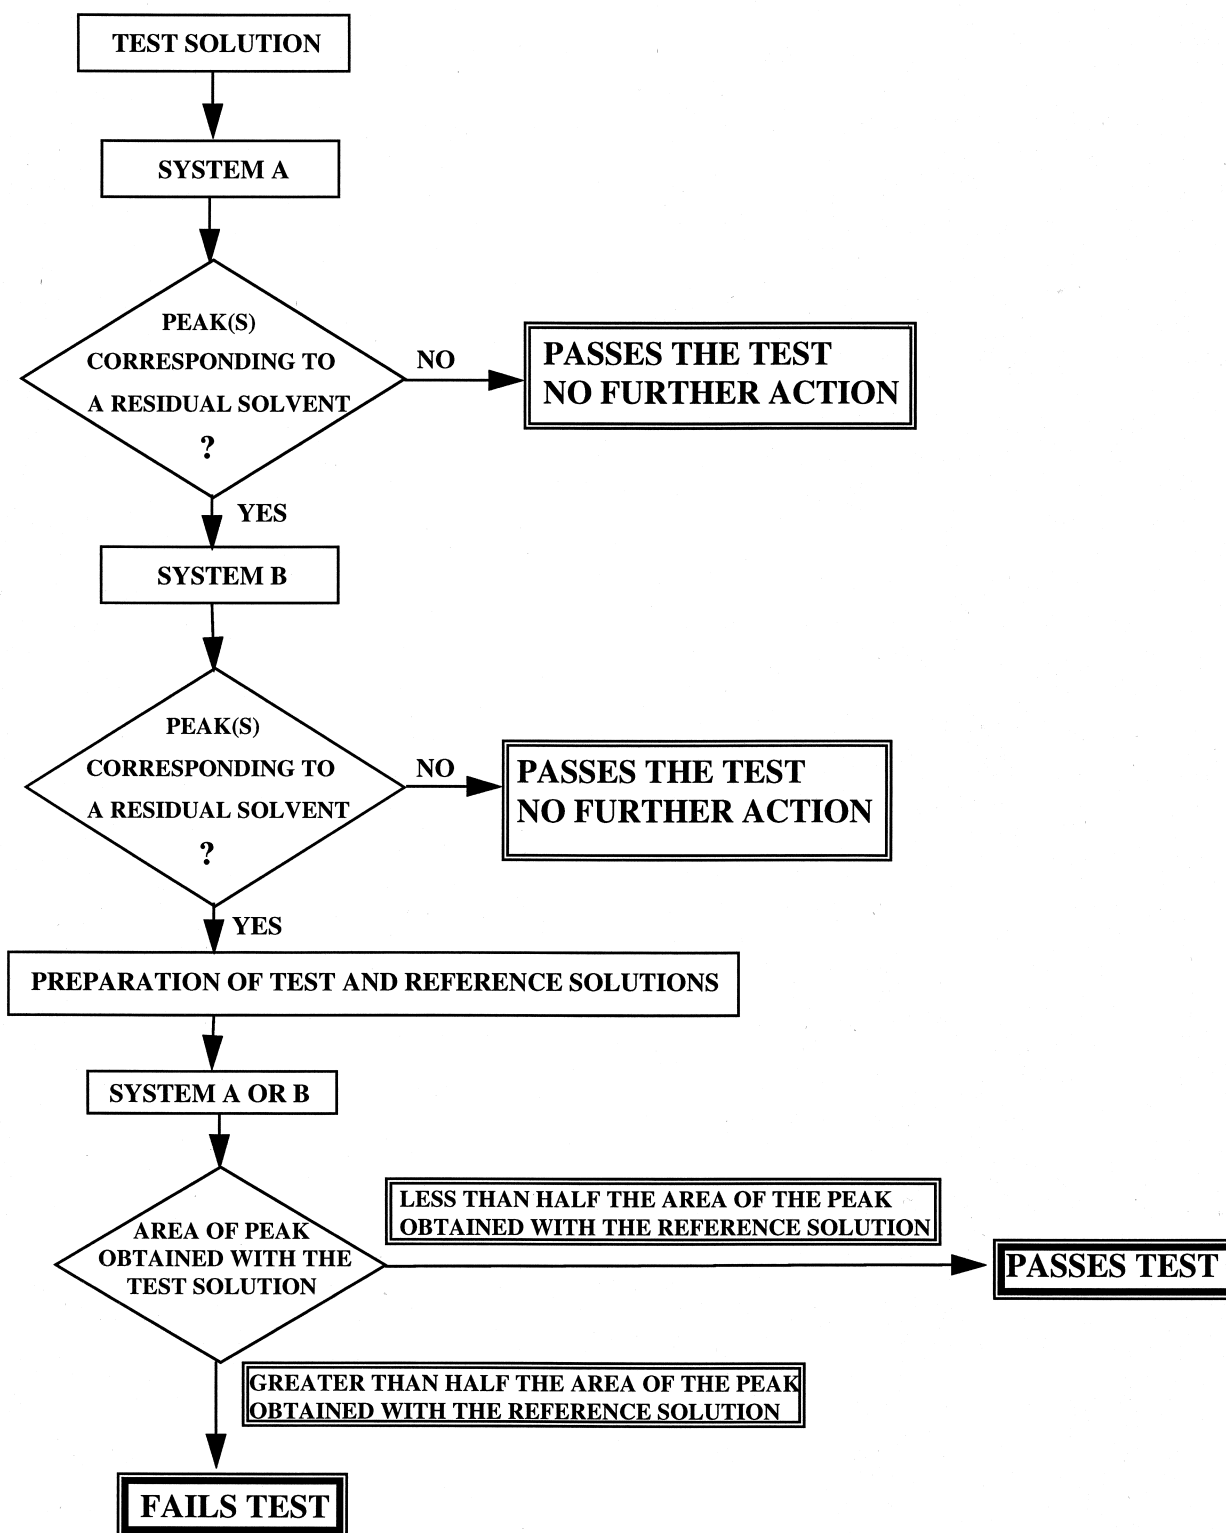 TEST SOLUTION
SYSTEM A
PEAK(S)
CORRESPONDING TO
A RESIDUAL SOLVENT
?
NO
PASSES THE TEST
NO FURTHER ACTION
YES
SYSTEM B
PEAK(S)
CORRESPONDING TO
A RESIDUAL SOLVENT
?
NO
PASSES THE TEST
NO FURTHER ACTION
YES
PREPARATION OF TEST AND REFERENCE SOLUTIONS
SYSTEM A OR B
AREA OF PEAK
OBTAINED WITH THE
TEST SOLUTION
LESS THAN HALF THE AREA OF THE PEAK
OBTAINED WITH THE REFERENCE SOLUTION
PASSES TEST
GREATER THAN HALF THE AREA OF THE PEAK
OBTAINED WITH THE REFERENCE SOLUTION
FAILS TEST